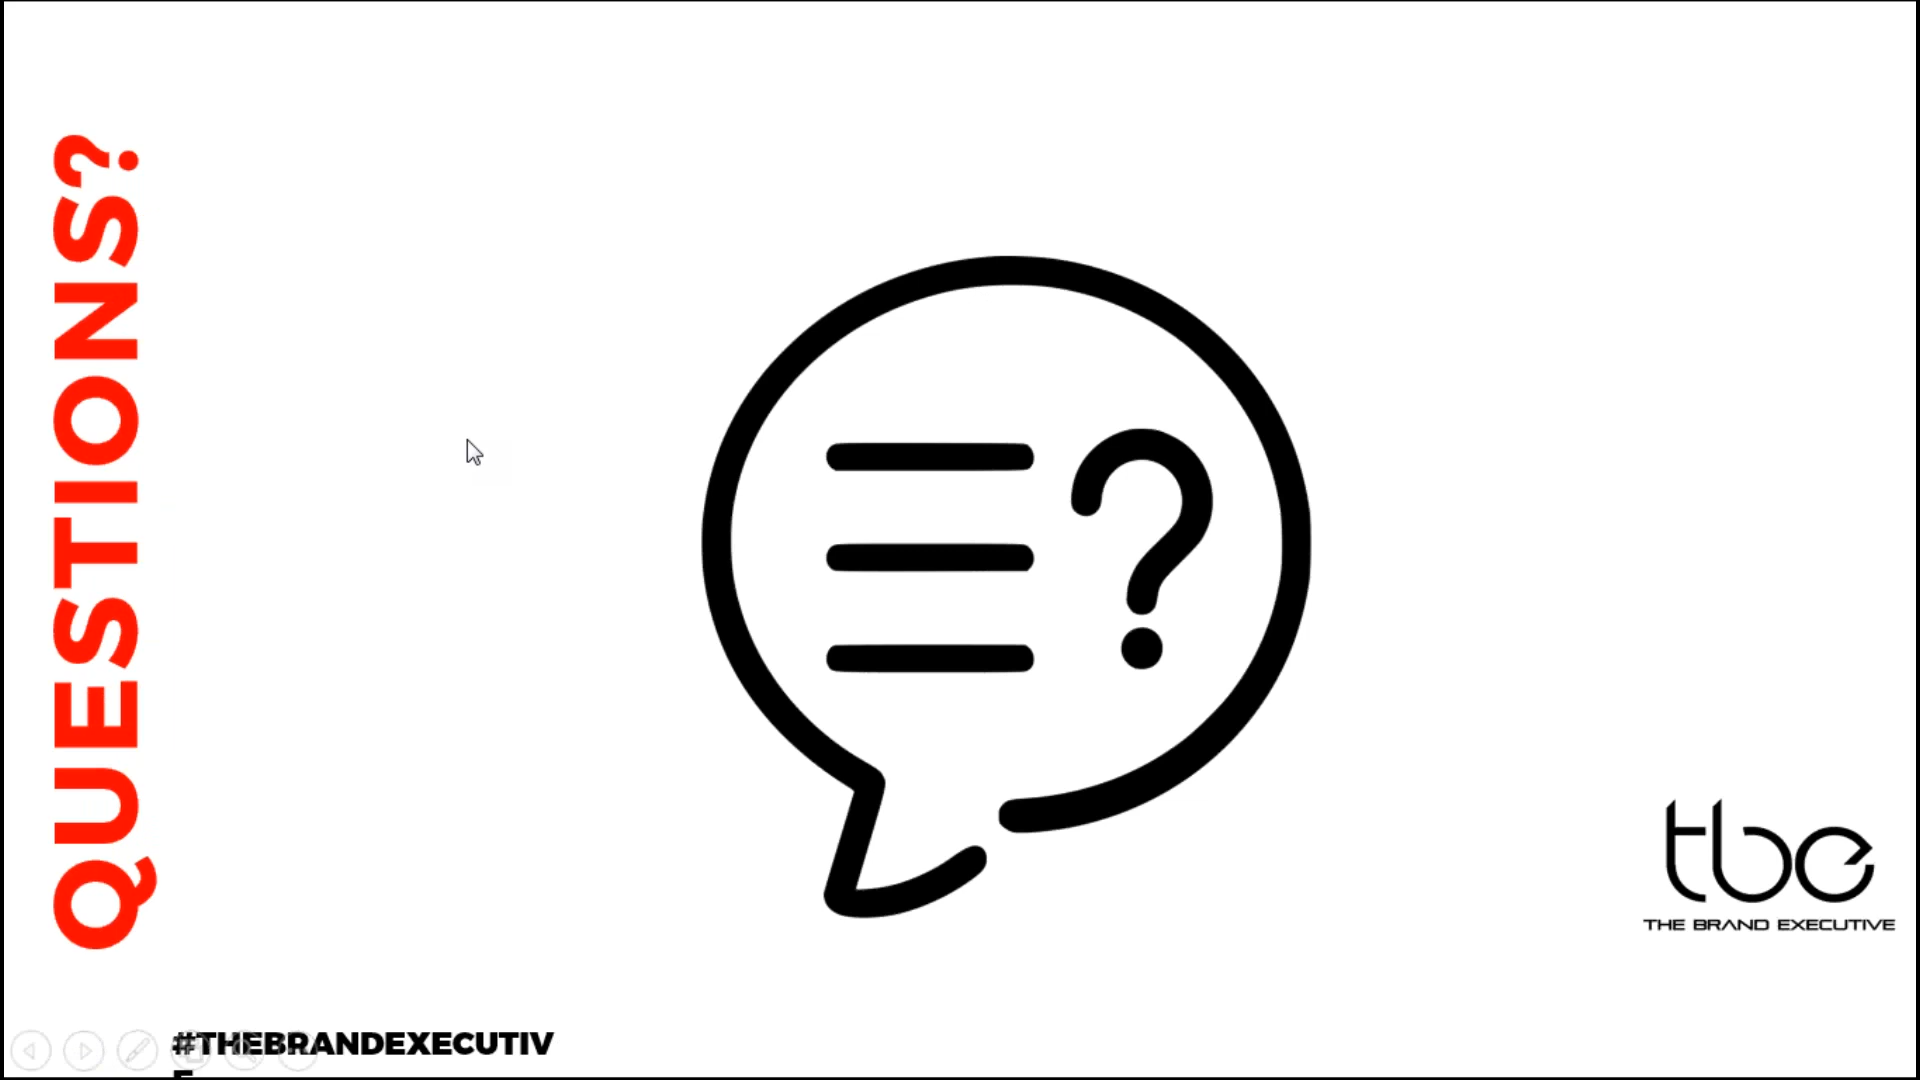 QUESTIONS?
?
tbe
THE BRAND EXECUTIVE
#THEBRANDEXECUTIV